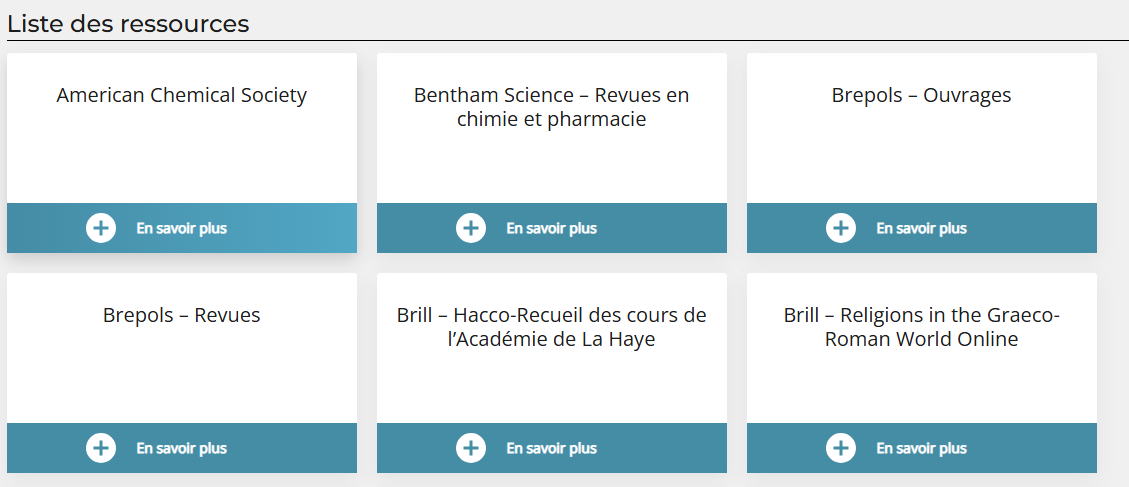 Liste des ressources
American Chemical Society
En savoir plus
Bentham Science – Revues en
chimie et pharmacie
En savoir plus
Brepols – Ouvrages
En savoir plus
Brepols – Revues
En savoir plus
Brill – Hacco-Recueil des cours de
l’Académie de La Haye
En savoir plus
Brill – Religions in the Graeco-
Roman World Online
En savoir plus